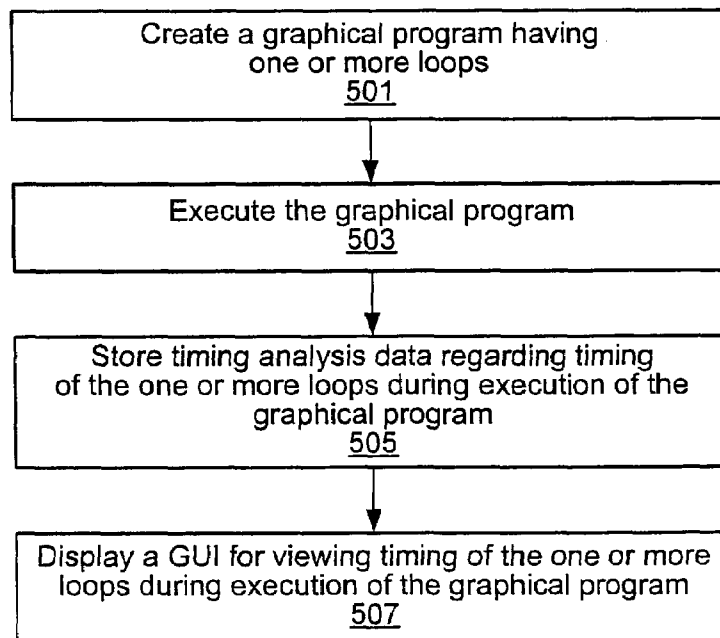 Create a graphical program having
one or more loops
501
Execute the graphical program
503
Store timing analysis data regarding timing
of the one or more loops during execution of the
graphical program
505
Display a GUI for viewing timing of the one or more
loops during execution of the graphical program
507